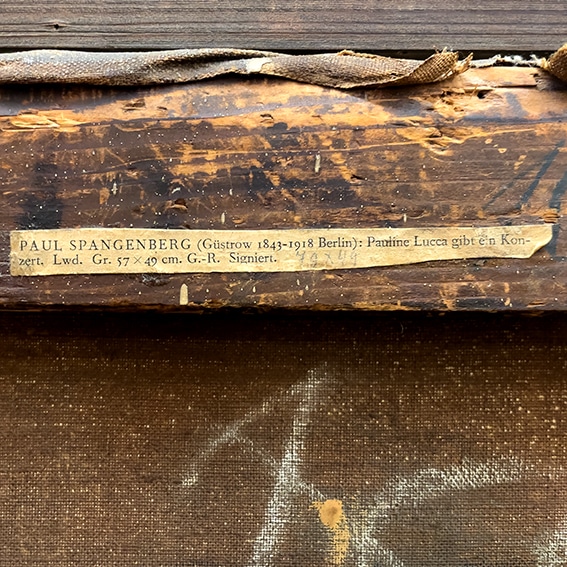 PAUL SPANGENBERG (Güstrow 1843-1918 Berlin): Pauline Lucca gibt ein Kon-
zert. Lwd. Gr. 57×49 cm. G.-R. Signiert.